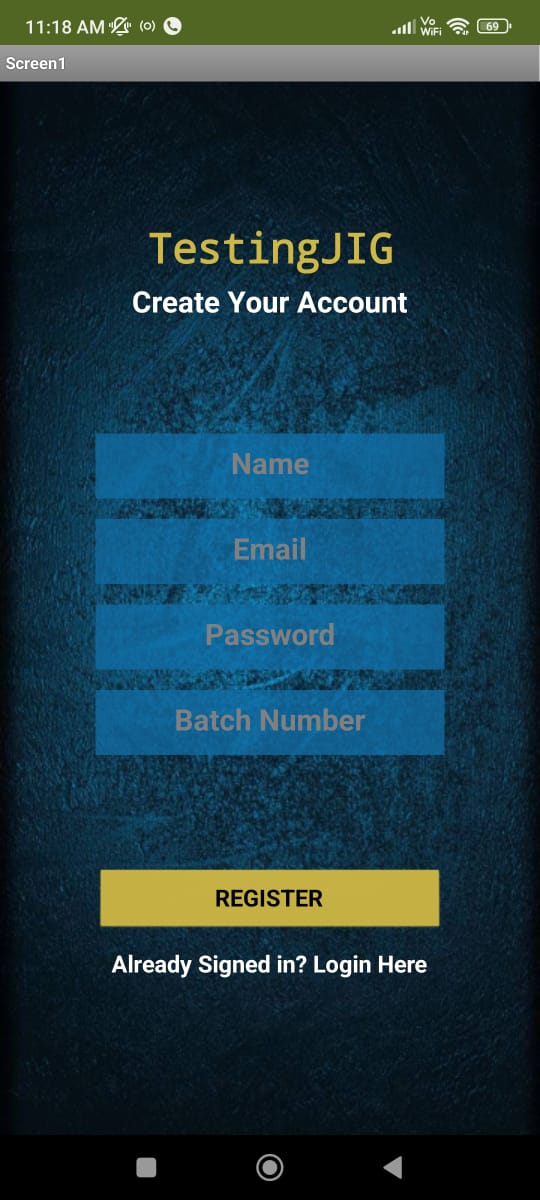 11:18 AM
Vo
WiFi
69
Screen1
TestingJIG
Create Your Account
Name
Email
Password
Batch Number
REGISTER
Already Signed in? Login Here